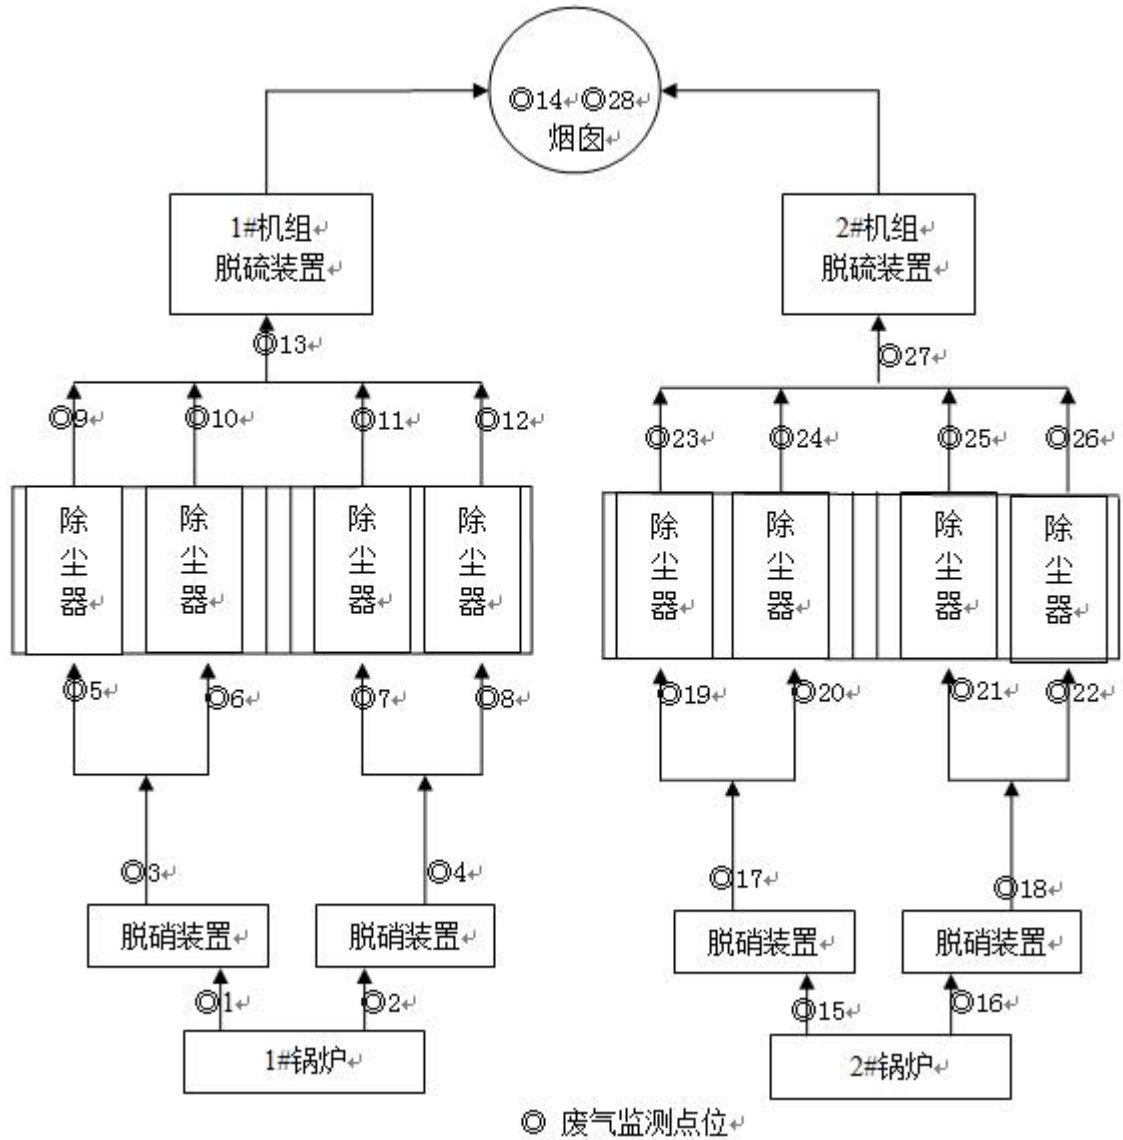 ◎14↵◎28↵
烟囱↵
1#机组↵
脱硫装置↵
2#机组↵
脱硫装置↵
◎13↵
◎27↵
◎9↵
◎10↵
◎11↵
◎12↵
◎23↵
◎24↵
◎25↵
◎26↵
除
尘
器↵
除
尘
器↵
除
尘
器↵
除
尘
器↵
除
尘
器↵
除
尘
器↵
除
尘
器↵
除
尘
器↵
◎5↵
◎6↵
◎7↵
◎8↵
◎19↵
◎20↵
◎21↵
◎22↵
◎3↵
◎4↵
◎17↵
◎18↵
脱硝装置↵
脱硝装置↵
脱硝装置↵
脱硝装置↵
◎1↵
◎2↵
◎15↵
◎16↵
1#锅炉↵
2#锅炉↵
◎ 废气监测点位↵